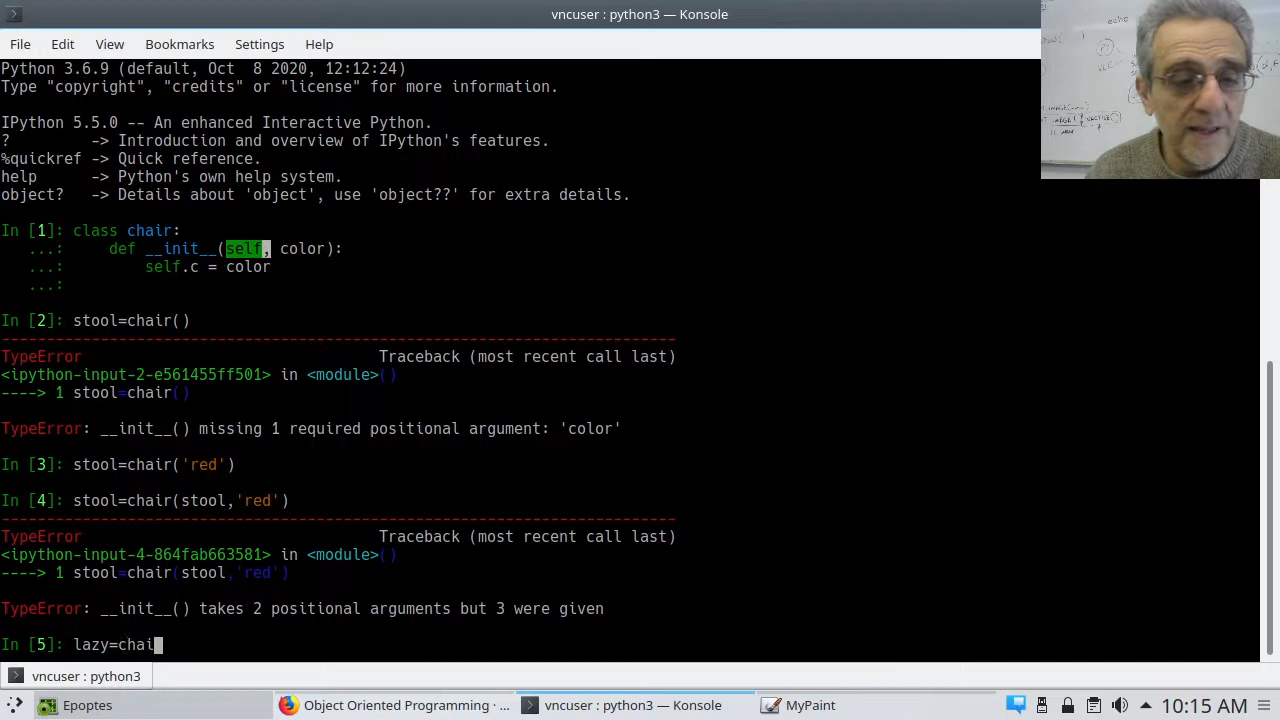 vncuser : python3 — Konsole
File Edit View Bookmarks Settings Help
Python 3.6.9 (default, Oct  8 2020, 12:12:24)
Type "copyright", "credits" or "license" for more information.
IPython 5.5.0 -- An enhanced Interactive Python.
?         -> Introduction and overview of IPython's features.
%quickref -> Quick reference.
help      -> Python's own help system.
object?   -> Details about 'object', use 'object??' for extra details.
In [1]: class chair:
   ...:     def __init__(self, color):
   ...:         self.c = color
   ...:
In [2]: stool=chair()
---------------------------------------------------------------------------
TypeError                                 Traceback (most recent call last)
<ipython-input-2-e561455ff501> in <module>()
----> 1 stool=chair()
TypeError: __init__() missing 1 required positional argument: 'color'
In [3]: stool=chair('red')
In [4]: stool=chair(stool,'red')
---------------------------------------------------------------------------
TypeError                                 Traceback (most recent call last)
<ipython-input-4-864fab663581> in <module>()
----> 1 stool=chair(stool,'red')
TypeError: __init__() takes 2 positional arguments but 3 were given
In [5]: lazy=chai
vncuser : python3
Epoptes Object Oriented Programming · ... vncuser : python3 — Konsole MyPaint 10:15 AM
echo